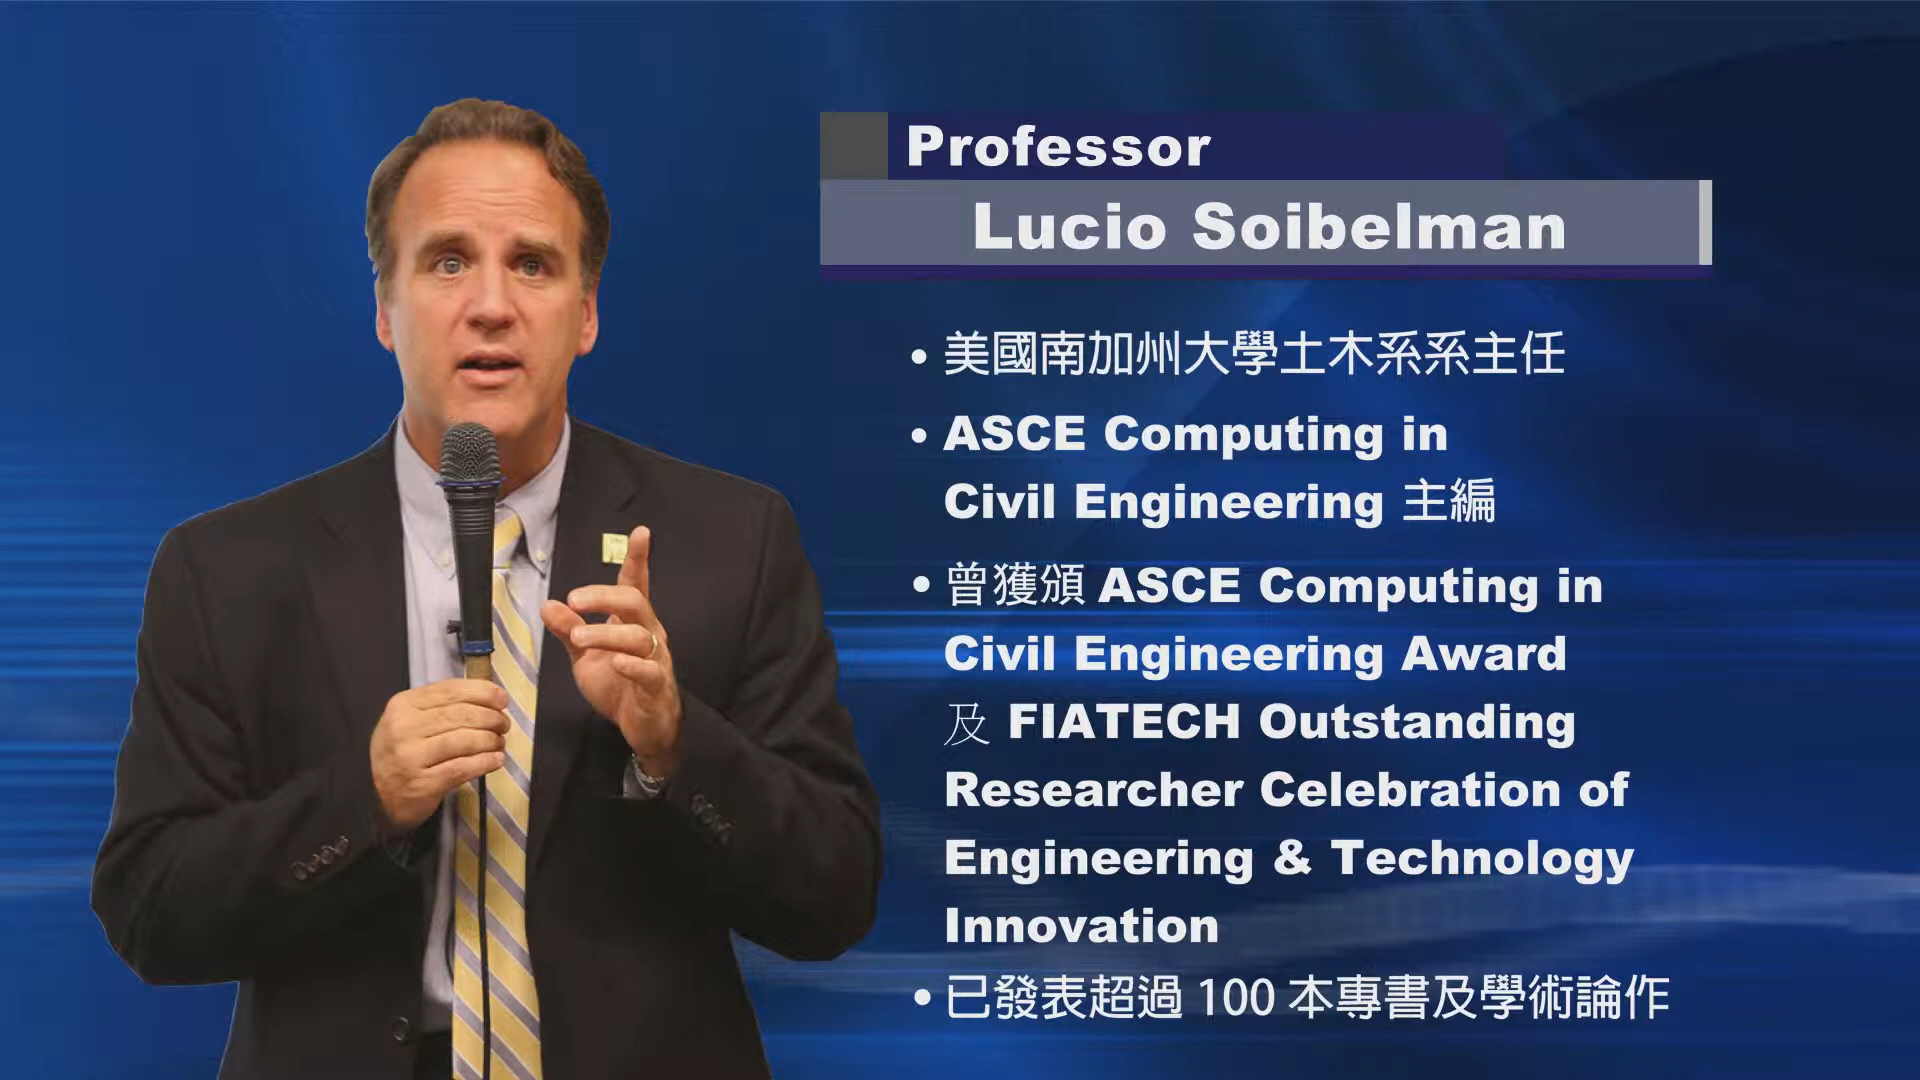 Professor
Lucio Soibelman
• 美國南加州大學土木系系主任
• ASCE Computing in
Civil Engineering 主編
• 曾獲頒 ASCE Computing in
Civil Engineering Award
及 FIATECH Outstanding
Researcher Celebration of
Engineering & Technology
Innovation
• 已發表超過 100 本專書及學術論作